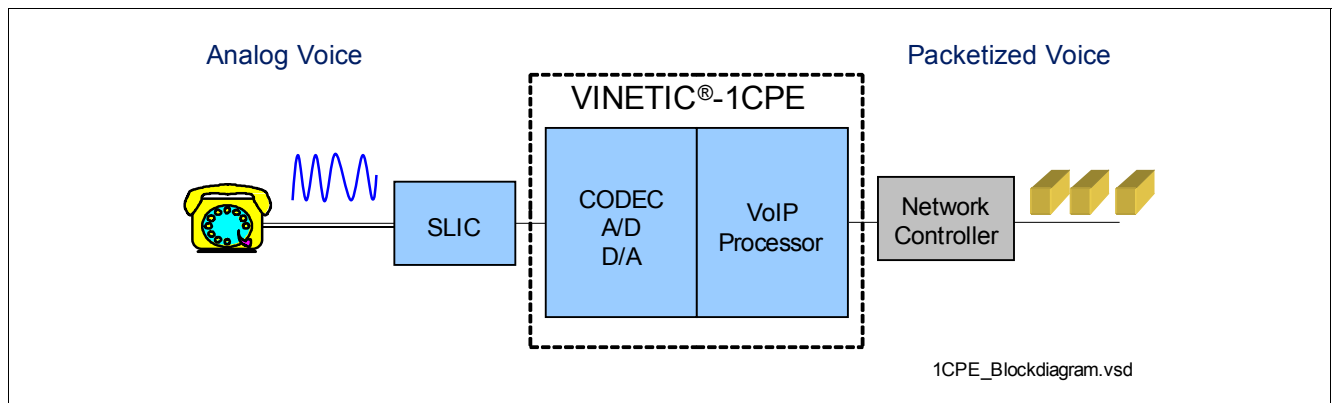 Analog Voice
Packetized Voice
VINETIC®-1CPE
SLIC
CODEC
A/D
D/A
VoIP
Processor
Network
Controller
1CPE_Blockdiagram.vsd